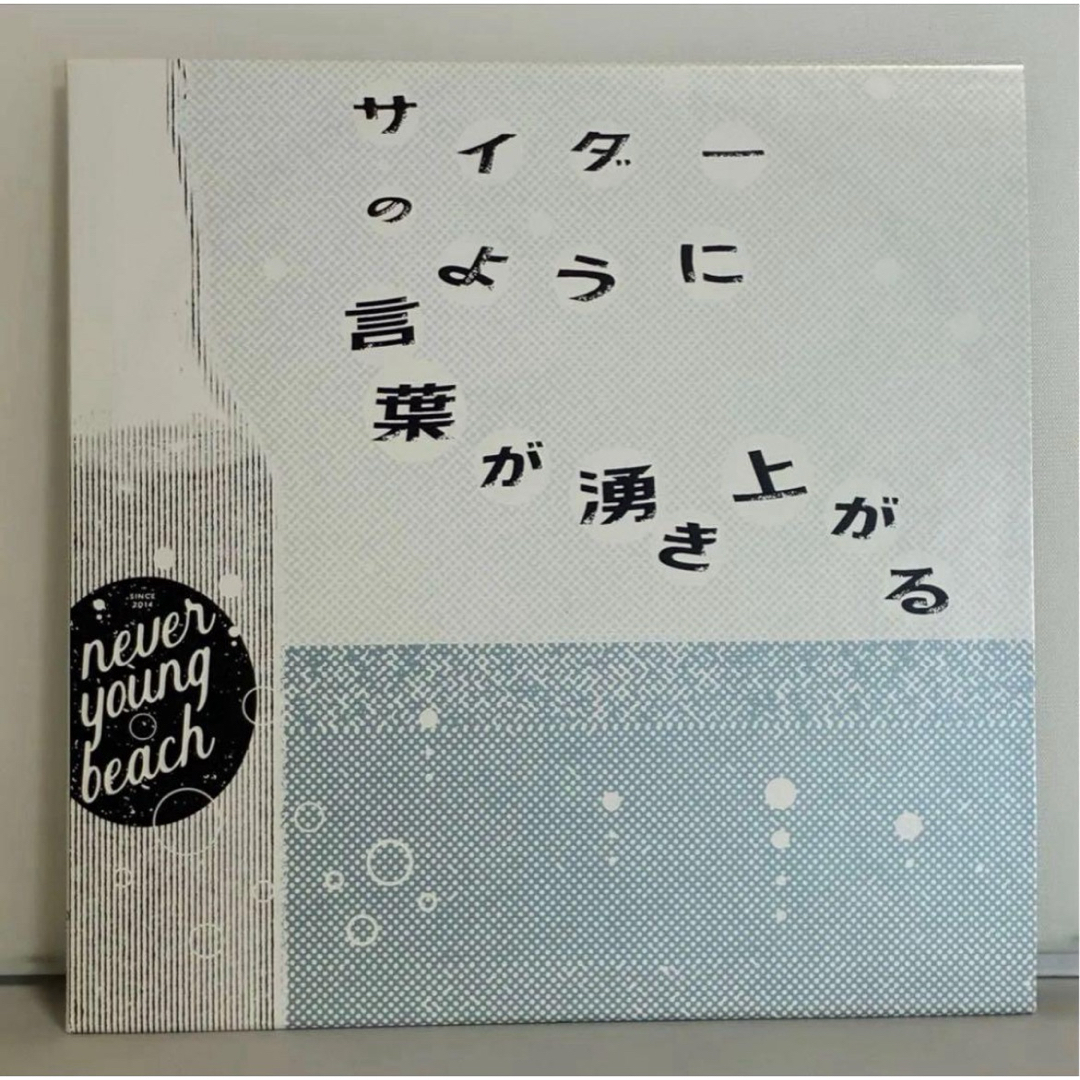 サイダー
のように
言葉が湧き上がる
SINCE
2014
never
young
beach